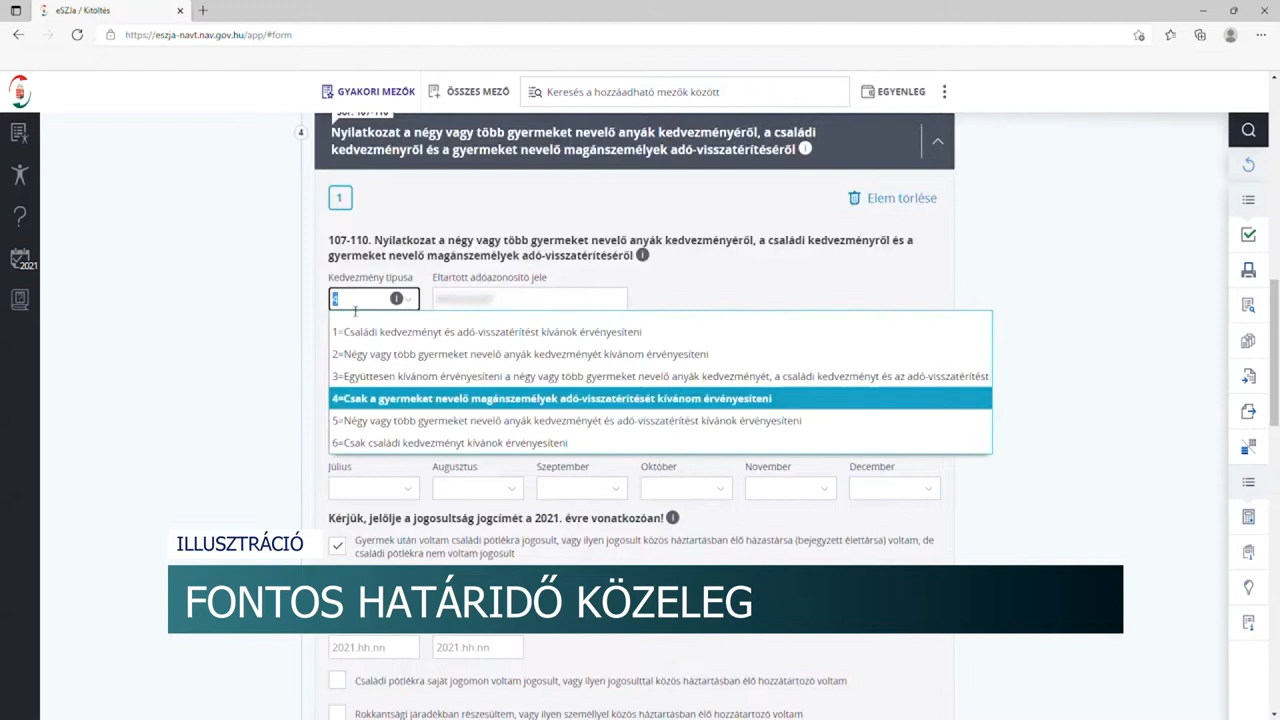 eSZJa / Kitöltés
https://eszja-navt.nav.gov.hu/app/#form
GYAKORI MEZŐK
ÖSSZES MEZŐ
Keresés a hozzáadható mezők között
EGYENLEG
4
Nyilatkozat a négy vagy több gyermeket nevelő anyák kedvezményéről, a családi
kedvezményről és a gyermeket nevelő magánszemélyek adó-visszatérítéséről
1
Elem törlése
107-110. Nyilatkozat a négy vagy több gyermeket nevelő anyák kedvezményéről, a családi kedvezményről és a
gyermeket nevelő magánszemélyek adó-visszatérítéséről
Kedvezmény típusa
Eltartott adóazonosító jele
4
1=Családi kedvezményt és adó-visszatérítést kívánok érvényesíteni
2=Négy vagy több gyermeket nevelő anyák kedvezményét kívánom érvényesíteni
3=Együttesen kívánom érvényesíteni a négy vagy több gyermeket nevelő anyák kedvezményét, a családi kedvezményt és az adó-visszatérítést
4=Csak a gyermeket nevelő magánszemélyek adó-visszatérítését kívánom érvényesíteni
5=Négy vagy több gyermeket nevelő anyák kedvezményét és adó-visszatérítést kívánok érvényesíteni
6=Csak családi kedvezményt kívánok érvényesíteni
2021
Július
Augusztus
Szeptember
Október
November
December
Kérjük, jelölje a jogosultság jogcímét a 2021. évre vonatkozóan!
Gyermek után voltam családi pótlékra jogosult, vagy ilyen jogosult közös háztartásban élő házastársa (bejegyzett élettársa) voltam, de
családi pótlékra nem voltam jogosult
ILLUSZTRÁCIÓ
FONTOS HATÁRIDŐ KÖZELEG
2021.hh.nn
2021.hh.nn
Családi pótlékra saját jogomon voltam jogosult, vagy ilyen jogosulttal közös háztartásban élő hozzátartozó voltam
Rokkantsági járadékban részesültem, vagy ilyen személlyel közös háztartásban élő hozzátartozó voltam